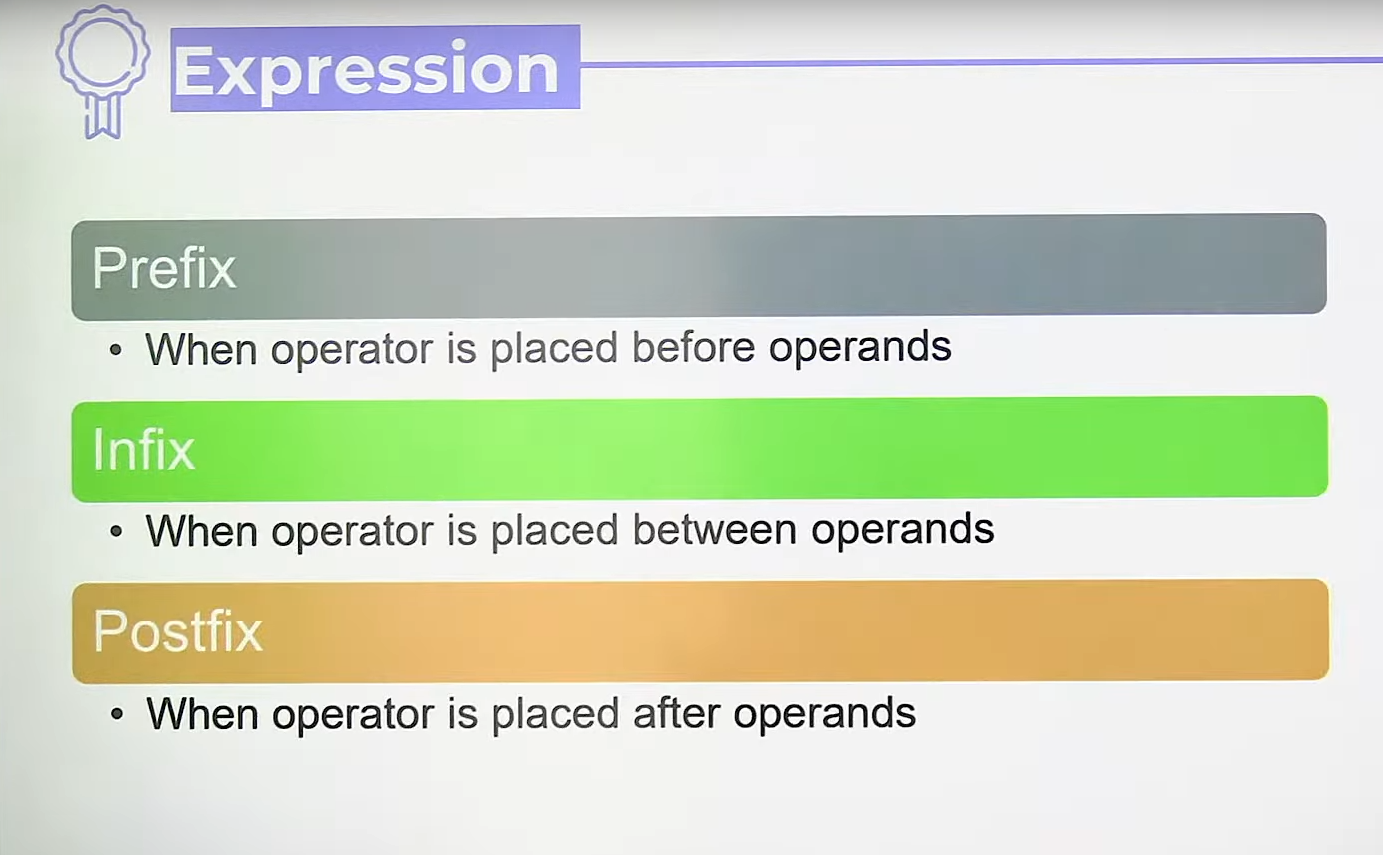 Expression
Prefix
• When operator is placed before operands
Infix
• When operator is placed between operands
Postfix
• When operator is placed after operands